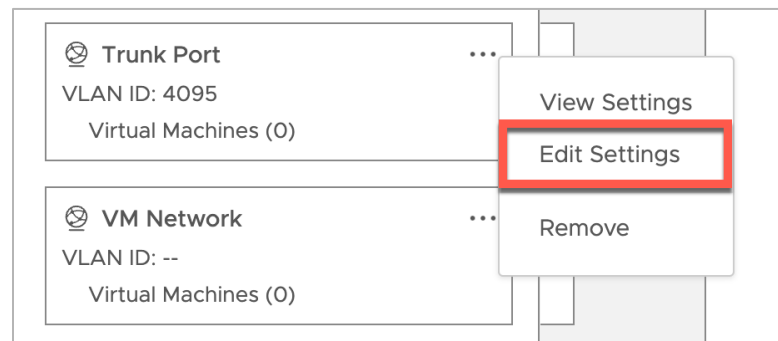 Trunk Port
VLAN ID: 4095
Virtual Machines (0)
View Settings
Edit Settings
Remove
VM Network
VLAN ID: --
Virtual Machines (0)